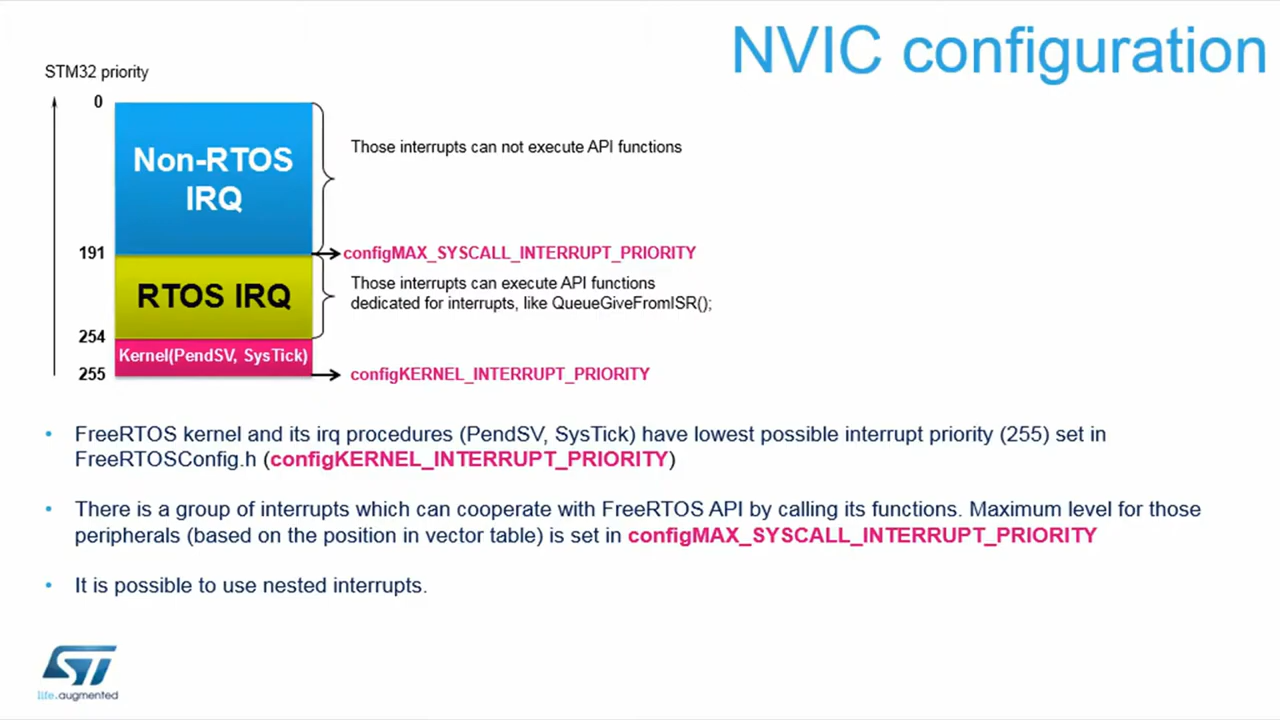 NVIC configuration
STM32 priority
0
Non-RTOS
IRQ
Those interrupts can not execute API functions
191
configMAX_SYSCALL_INTERRUPT_PRIORITY
RTOS IRQ
Those interrupts can execute API functions
dedicated for interrupts, like QueueGiveFromISR();
254
Kernel(PendSV, SysTick)
255
configKERNEL_INTERRUPT_PRIORITY
• FreeRTOS kernel and its irq procedures (PendSV, SysTick) have lowest possible interrupt priority (255) set in
FreeRTOSConfig.h (configKERNEL_INTERRUPT_PRIORITY)
• There is a group of interrupts which can cooperate with FreeRTOS API by calling its functions. Maximum level for those
peripherals (based on the position in vector table) is set in configMAX_SYSCALL_INTERRUPT_PRIORITY
• It is possible to use nested interrupts.
ST
life.augmented